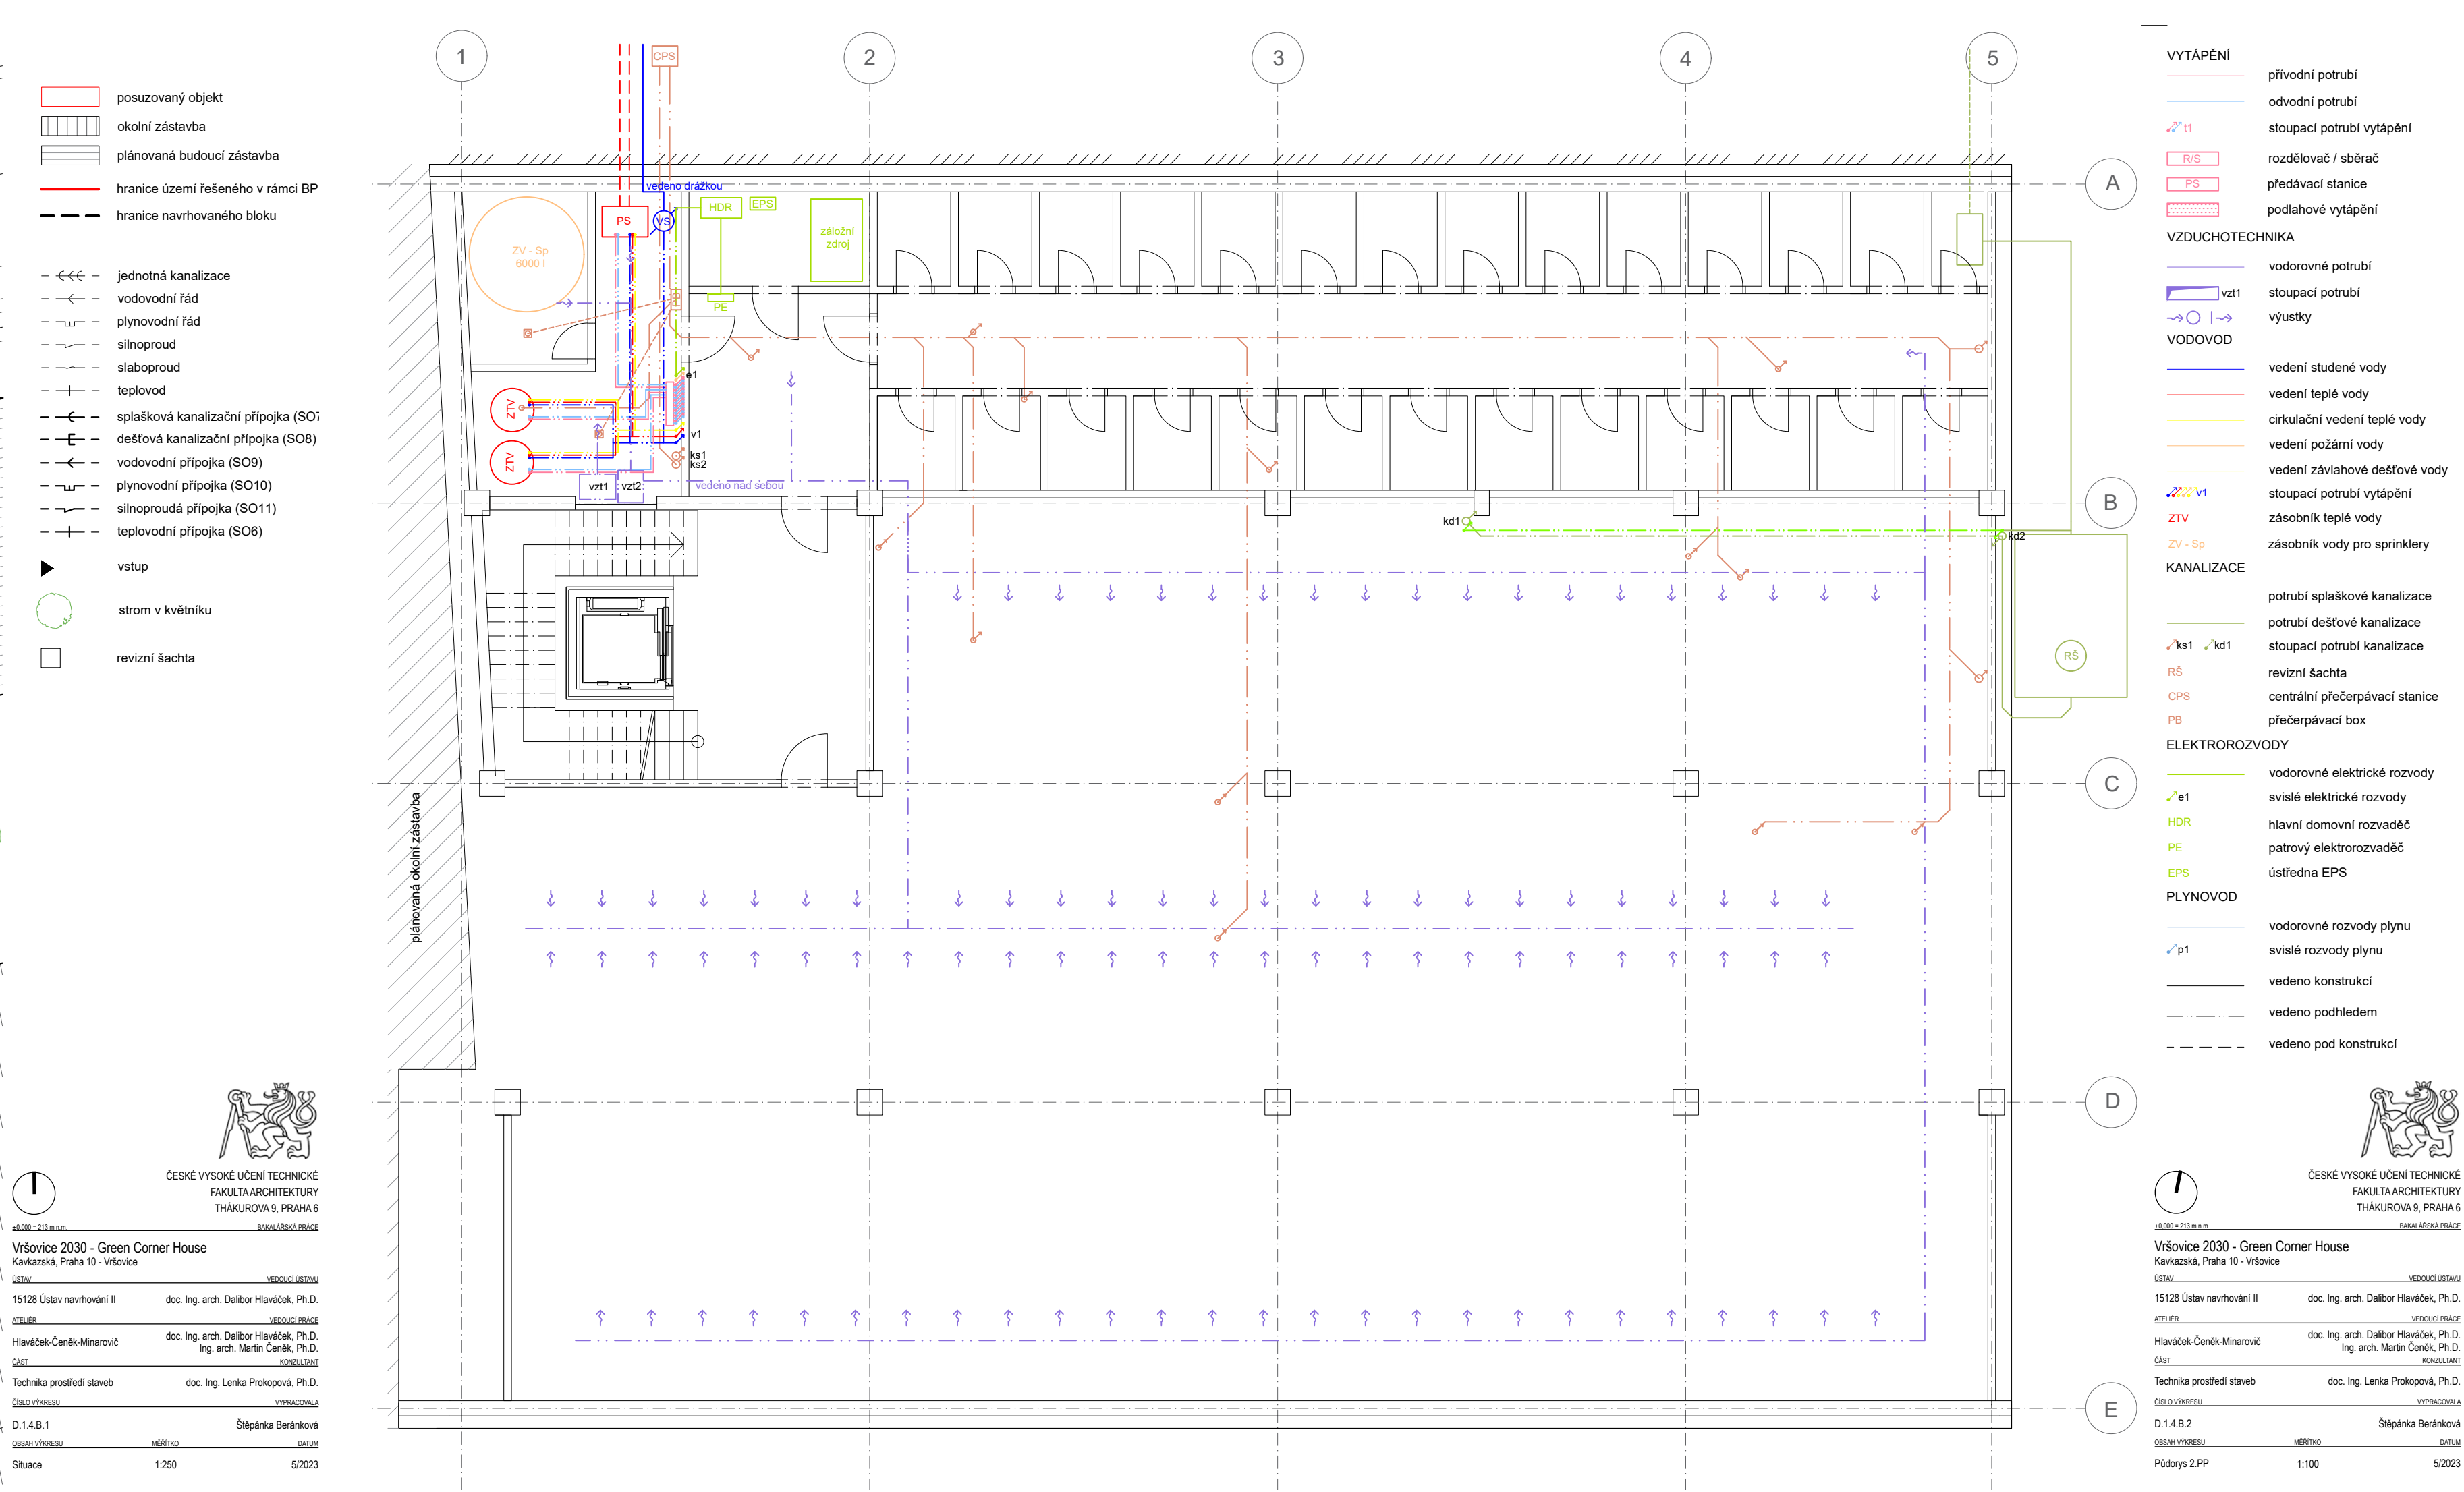 posuzovaný objekt
okolní zástavba
plánovaná budoucí zástavba
hranice území řešeného v rámci BP
hranice navrhovaného bloku
jednotná kanalizace
vodovodní řád
plynovodní řád
silnoproud
slaboproud
teplovod
splašková kanalizační přípojka (SO7
dešťová kanalizační přípojka (SO8)
vodovodní přípojka (SO9)
plynovodní přípojka (SO10)
silnoproudá přípojka (SO11)
teplovodní přípojka (SO6)
vstup
strom v květníku
revizní šachta
ČESKÉ VYSOKÉ UČENÍ TECHNICKÉ
FAKULTA ARCHITEKTURY
THÁKUROVA 9, PRAHA 6
±0,000 = 213 m n.m. BAKALÁŘSKÁ PRÁCE
Vršovice 2030 - Green Corner House
Kavkazská, Praha 10 - Vršovice
ÚSTAV VEDOUCÍ ÚSTAVU
15128 Ústav navrhování II doc. Ing. arch. Dalibor Hlaváček, Ph.D.
ATELIÉR VEDOUCÍ PRÁCE
Hlaváček-Čeněk-Minarovič doc. Ing. arch. Dalibor Hlaváček, Ph.D.
Ing. arch. Martin Čeněk, Ph.D.
ČÁST KONZULTANT
Technika prostředí staveb doc. Ing. Lenka Prokopová, Ph.D.
ČÍSLO VÝKRESU VYPRACOVALA
D.1.4.B.1 Štěpánka Beránková
OBSAH VÝKRESU MĚŘÍTKO DATUM
Situace 1:250 5/2023
1
2
3
4
5
A
B
C
D
E
CPS
vedeno drážkou
PS
VS
HDR
EPS
záložní
zdroj
ZV - Sp
6000 l
PB
PE
e1
ZTV
ZTV
v1
ks1
ks2
vzt1
vzt2
vedeno nad sebou
kd1
kd2
RŠ
plánovaná okolní zástavba
VYTÁPĚNÍ
přívodní potrubí
odvodní potrubí
t1 stoupací potrubí vytápění
R/S rozdělovač / sběrač
PS předávací stanice
podlahové vytápění
VZDUCHOTECHNIKA
vodorovné potrubí
vzt1 stoupací potrubí
výustky
VODOVOD
vedení studené vody
vedení teplé vody
cirkulační vedení teplé vody
vedení požární vody
vedení závlahové dešťové vody
v1 stoupací potrubí vytápění
ZTV zásobník teplé vody
ZV - Sp zásobník vody pro sprinklery
KANALIZACE
potrubí splaškové kanalizace
potrubí dešťové kanalizace
ks1 kd1 stoupací potrubí kanalizace
RŠ revizní šachta
CPS centrální přečerpávací stanice
PB přečerpávací box
ELEKTROROZVODY
vodorovné elektrické rozvody
e1 svislé elektrické rozvody
HDR hlavní domovní rozvaděč
PE patrový elektrorozvaděč
EPS ústředna EPS
PLYNOVOD
vodorovné rozvody plynu
p1 svislé rozvody plynu
vedeno konstrukcí
vedeno podhledem
vedeno pod konstrukcí
ČESKÉ VYSOKÉ UČENÍ TECHNICKÉ
FAKULTA ARCHITEKTURY
THÁKUROVA 9, PRAHA 6
±0,000 = 213 m n.m. BAKALÁŘSKÁ PRÁCE
Vršovice 2030 - Green Corner House
Kavkazská, Praha 10 - Vršovice
ÚSTAV VEDOUCÍ ÚSTAVU
15128 Ústav navrhování II doc. Ing. arch. Dalibor Hlaváček, Ph.D.
ATELIÉR VEDOUCÍ PRÁCE
Hlaváček-Čeněk-Minarovič doc. Ing. arch. Dalibor Hlaváček, Ph.D.
Ing. arch. Martin Čeněk, Ph.D.
ČÁST KONZULTANT
Technika prostředí staveb doc. Ing. Lenka Prokopová, Ph.D.
ČÍSLO VÝKRESU VYPRACOVALA
D.1.4.B.2 Štěpánka Beránková
OBSAH VÝKRESU MĚŘÍTKO DATUM
Půdorys 2.PP 1:100 5/2023